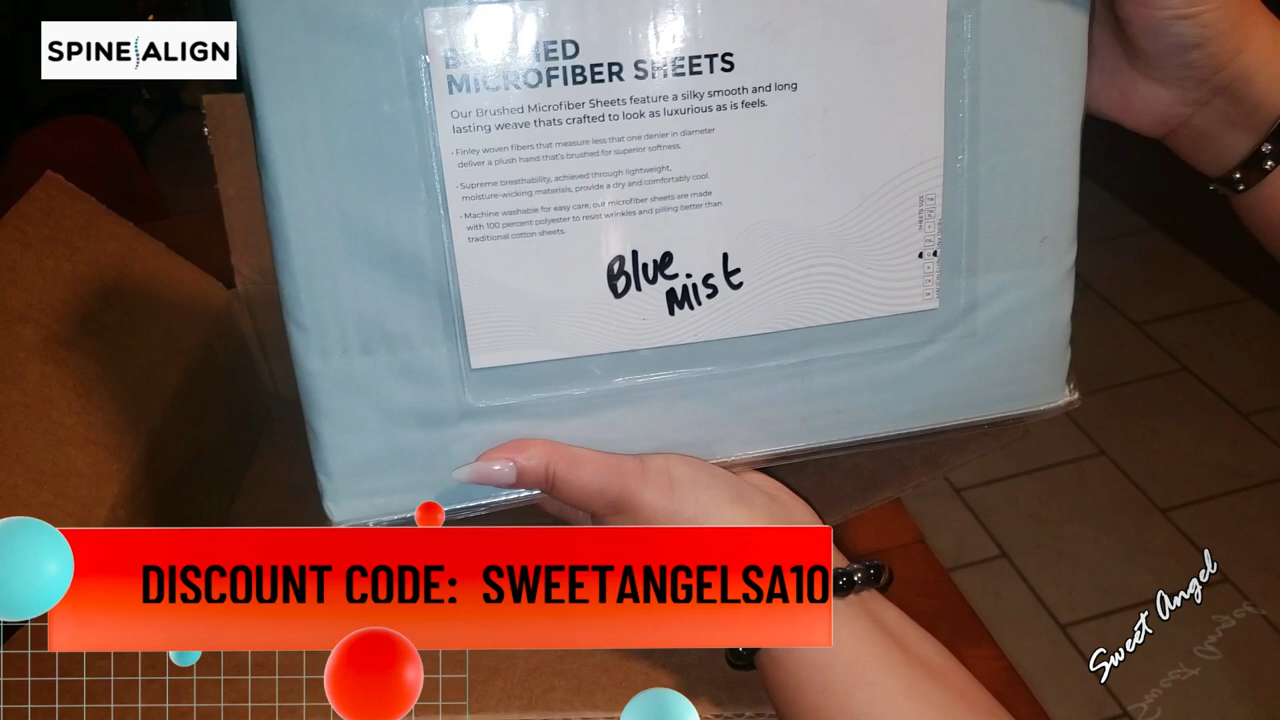 SPINE ALIGN
BRUSHED
MICROFIBER SHEETS
Our Brushed Microfiber Sheets feature a silky smooth and long
lasting weave thats crafted to look as luxurious as is feels.
• Finley woven fibers that measure less that one denier in diameter
deliver a plush hand that's brushed for superior softness.
• Supreme breathability, achieved through lightweight,
moisture-wicking materials, provide a dry and comfortably cool.
• Machine washable for easy care, our microfiber sheets are made
with 100 percent polyester to resist wrinkles and pilling better than
traditional cotton sheets.
Blue
Mist
DISCOUNT CODE: SWEETANGELSA10
Sweet Angel